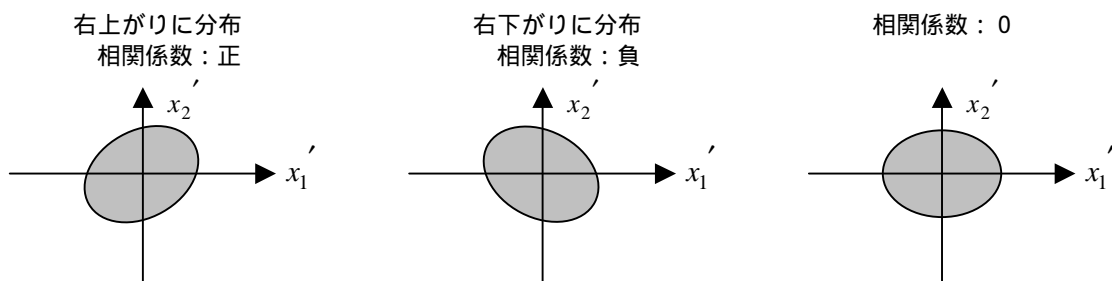 右上がりに分布
相関係数：正
x₂′
x₁′
右下がりに分布
相関係数：負
x₂′
x₁′
相関係数：0
x₂′
x₁′